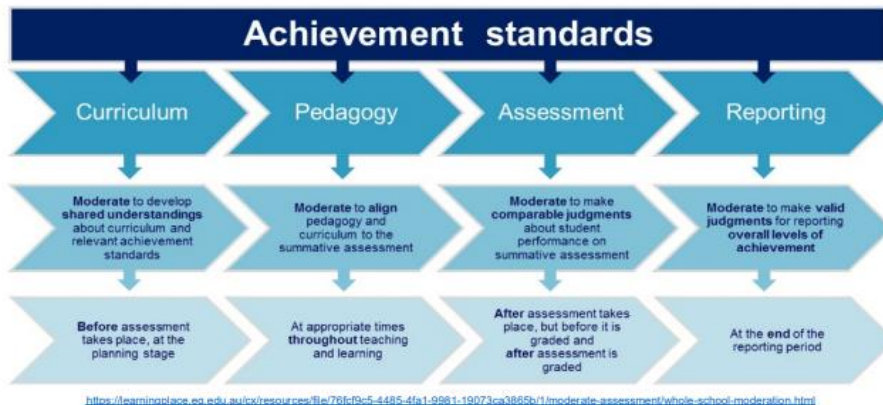 Achievement standards
Curriculum
Pedagogy
Assessment
Reporting
Moderate to develop
shared understandings
about curriculum and
relevant achievement
standards
Moderate to align
pedagogy and
curriculum to the
summative assessment
Moderate to make
comparable judgments
about student
performance on
summative assessment
Moderate to make valid
judgments for reporting
overall levels of
achievement
Before assessment
takes place, at the
planning stage
At appropriate times
throughout teaching
and learning
After assessment takes
place, but before it is
graded and
after assessment is
graded
At the end of the
reporting period
https://learningplace.eq.edu.au/cx/resources/file/76fcf9c5-4485-4fa1-9981-19073ca3865b/1/moderate-assessment/whole-school-moderation.html